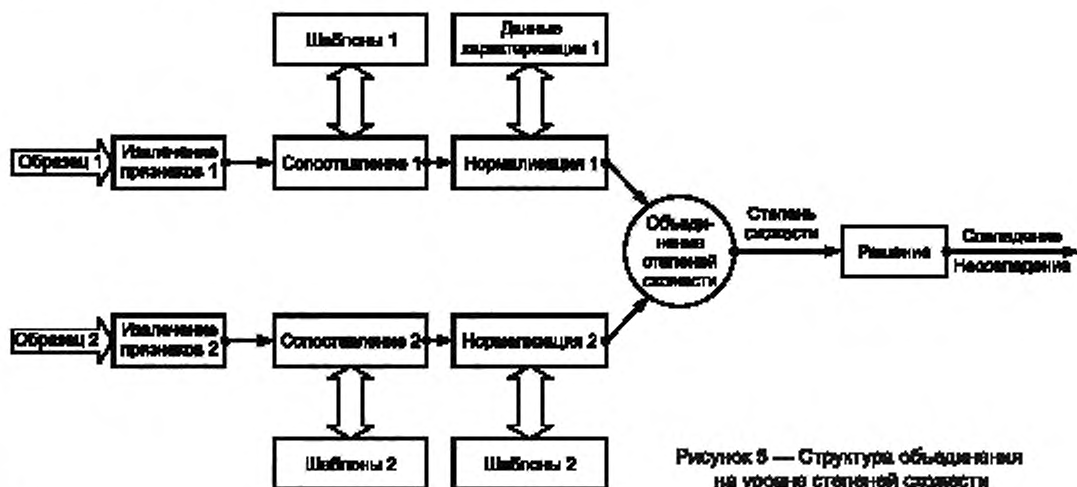 Шаблоны 1
Данные
характеризации 1
Образец 1
Извлечение
признаков 1
Сопоставление 1
Нормализация 1
Объеди-
нение
степеней
схожести
Степень
схожести
Решение
Совпадение
Несовпадение
Образец 2
Извлечение
признаков 2
Сопоставление 2
Нормализация 2
Шаблоны 2
Шаблоны 2
Рисунок 5 — Структура объединения
на уровне степеней схожести